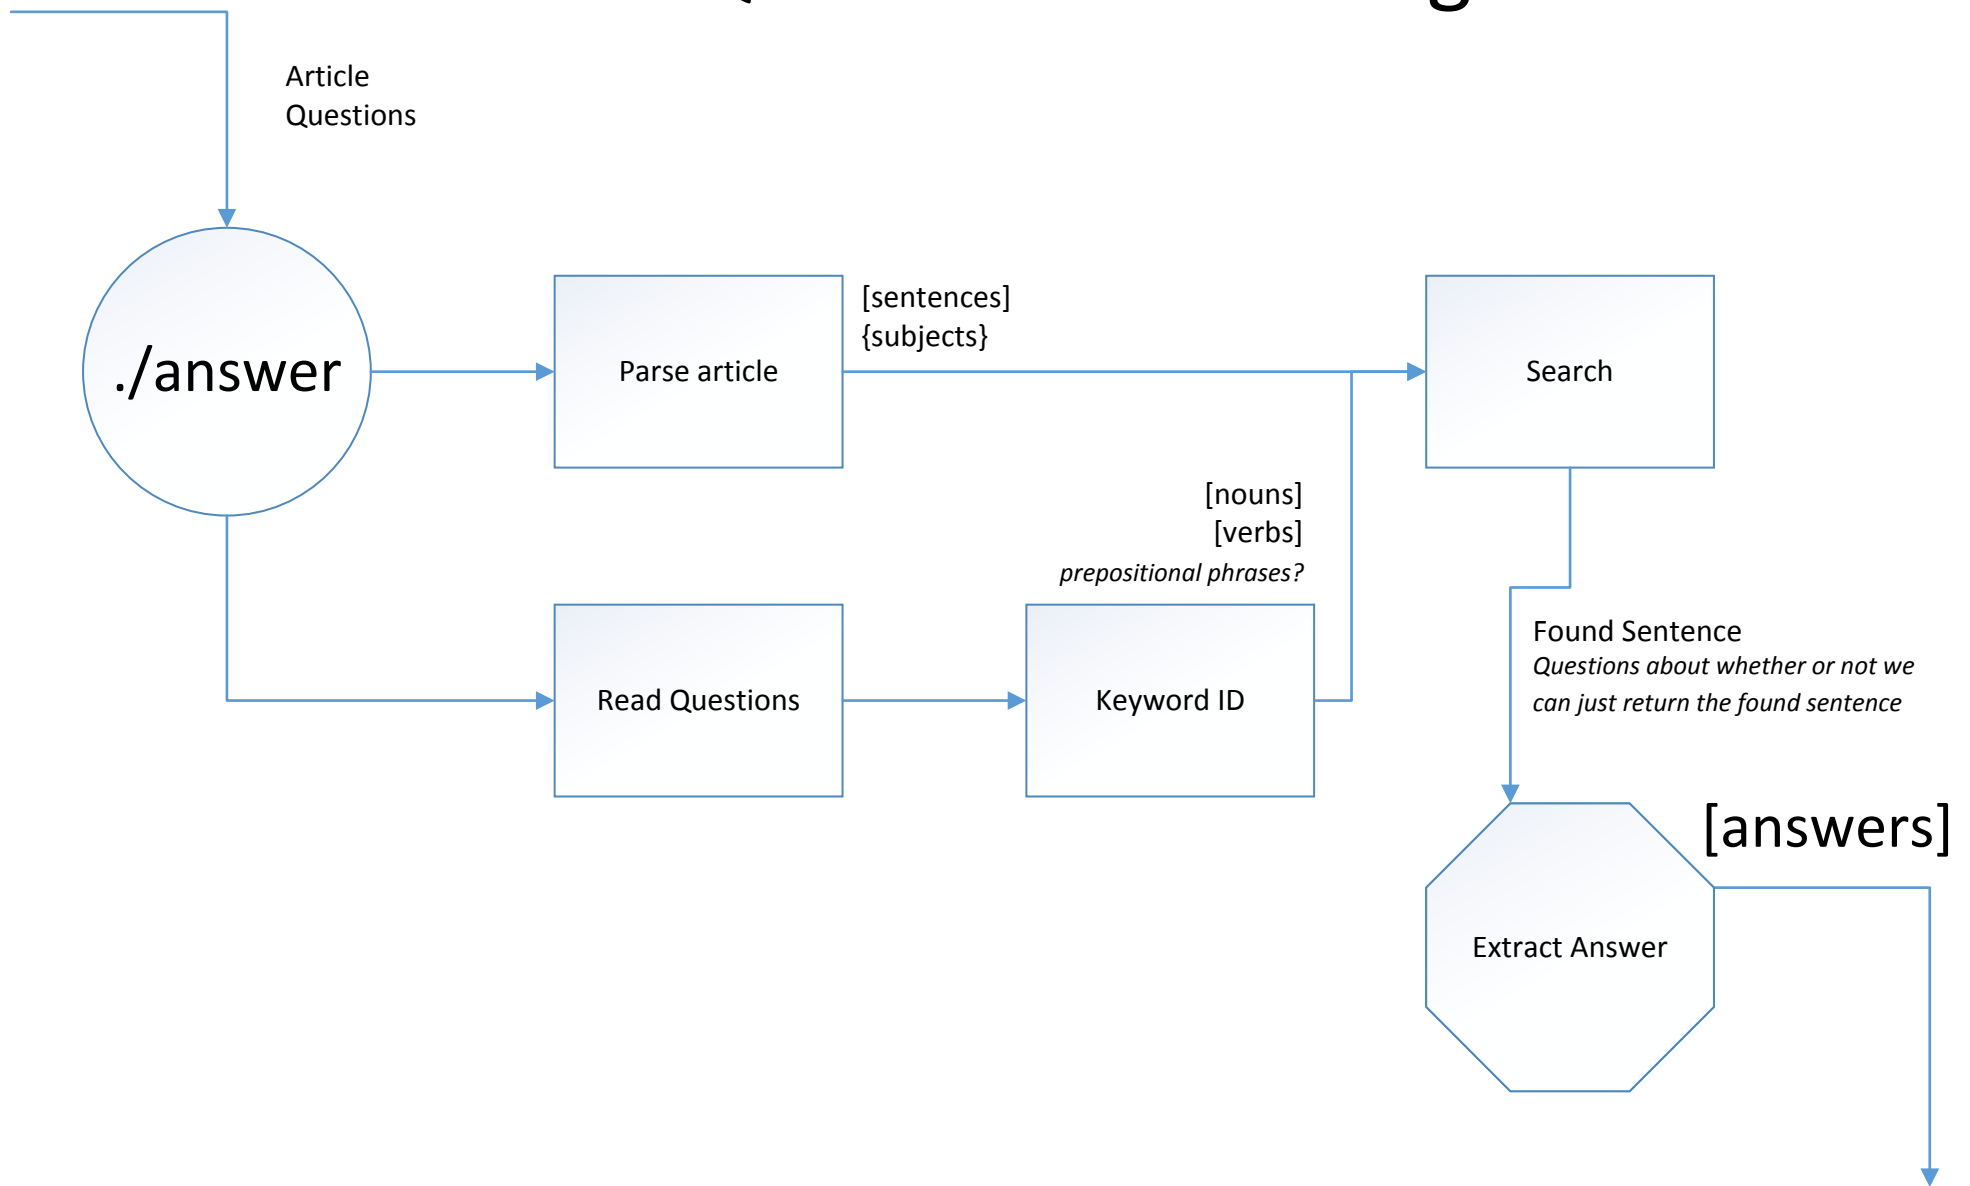 Article
Questions
./answer
Parse article
[sentences]
{subjects}
Search
[nouns]
[verbs]
prepositional phrases?
Read Questions
Keyword ID
Found Sentence
Questions about whether or not we
can just return the found sentence
[answers]
Extract Answer